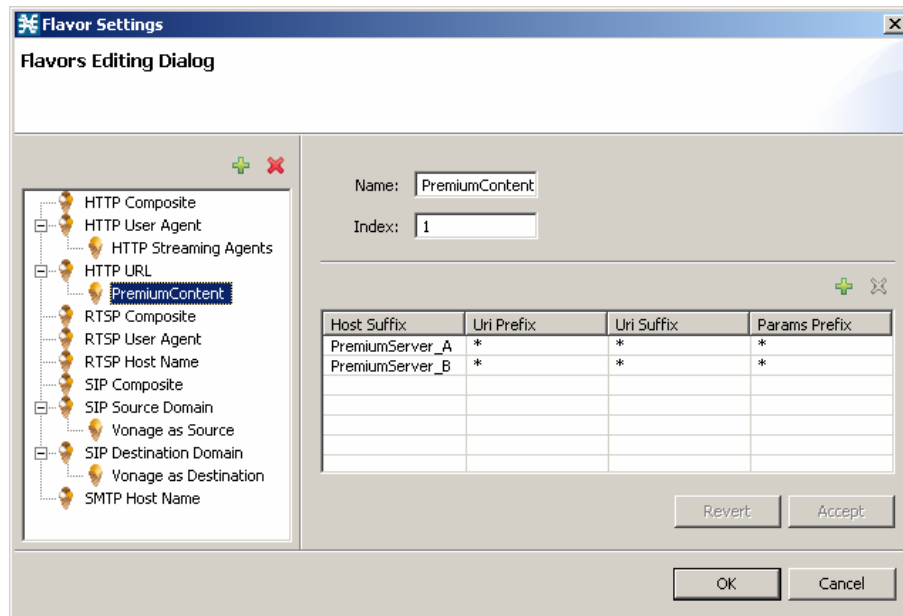 Flavor Settings
Flavors Editing Dialog
HTTP Composite
HTTP User Agent
HTTP Streaming Agents
HTTP URL
PremiumContent
RTSP Composite
RTSP User Agent
RTSP Host Name
SIP Composite
SIP Source Domain
Vonage as Source
SIP Destination Domain
Vonage as Destination
SMTP Host Name
Name: PremiumContent
Index: 1
Host Suffix Uri Prefix Uri Suffix Params Prefix
PremiumServer_A * * *
PremiumServer_B * * *
Revert Accept
OK Cancel